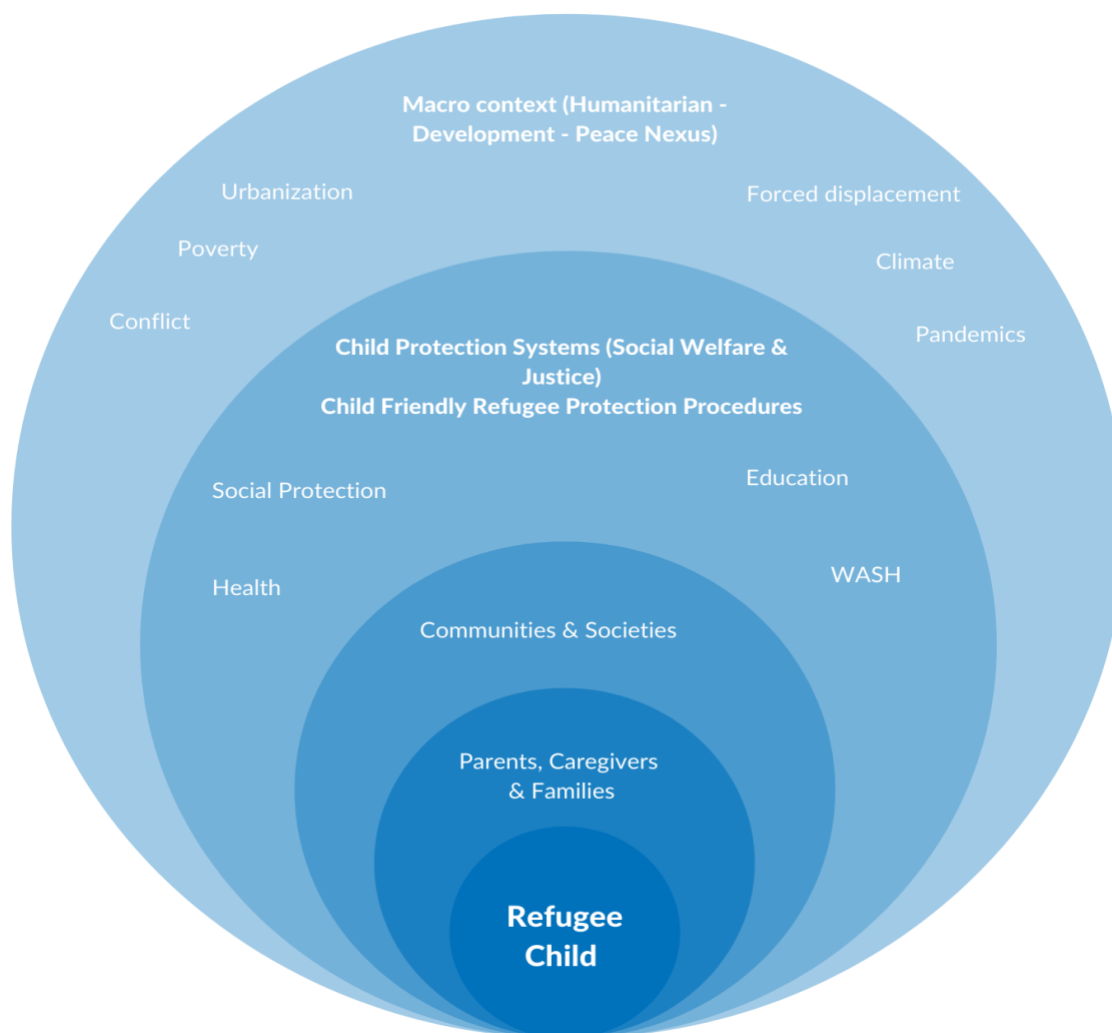 Macro context (Humanitarian -
Development - Peace Nexus)
Urbanization
Forced displacement
Poverty
Climate
Conflict
Pandemics
Child Protection Systems (Social Welfare &
Justice)
Child Friendly Refugee Protection Procedures
Social Protection
Education
Health
WASH
Communities & Societies
Parents, Caregivers
& Families
Refugee
Child